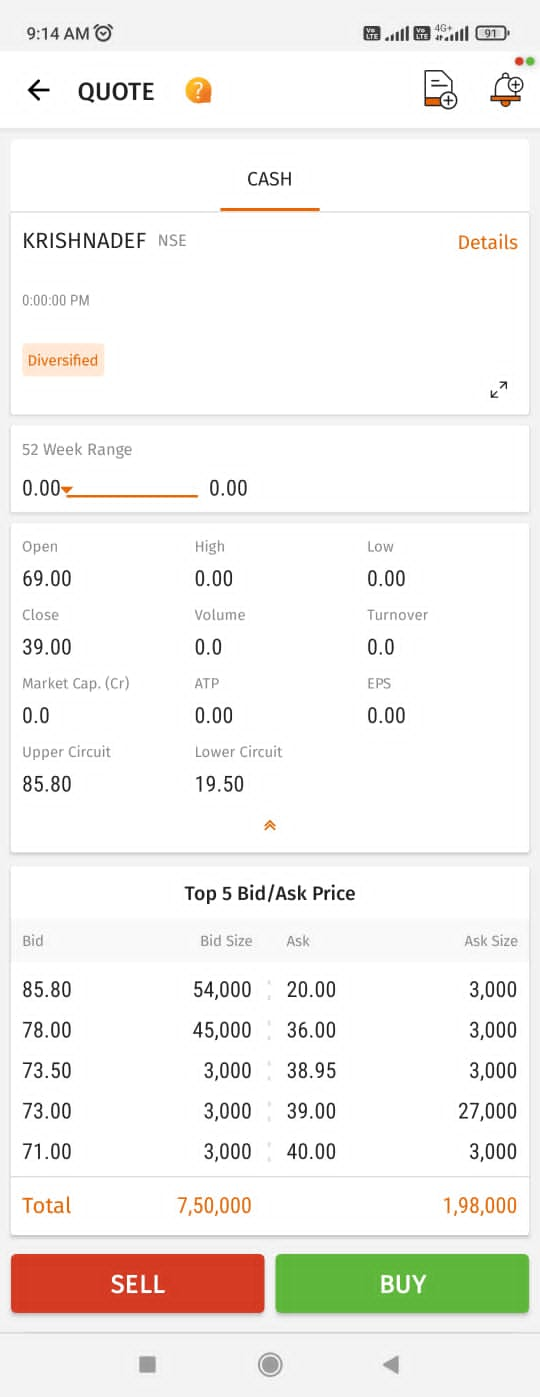 9:14 AM
Vo LTE Vo LTE 4G+ 91
QUOTE ?
CASH
KRISHNADEF NSE Details
0:00:00 PM
Diversified
52 Week Range
0.00 0.00
Open High Low
69.00 0.00 0.00
Close Volume Turnover
39.00 0.0 0.0
Market Cap. (Cr) ATP EPS
0.0 0.00 0.00
Upper Circuit Lower Circuit
85.80 19.50
Top 5 Bid/Ask Price
Bid Bid Size Ask Ask Size
85.80 54,000 20.00 3,000
78.00 45,000 36.00 3,000
73.50 3,000 38.95 3,000
73.00 3,000 39.00 27,000
71.00 3,000 40.00 3,000
Total 7,50,000 1,98,000
SELL BUY